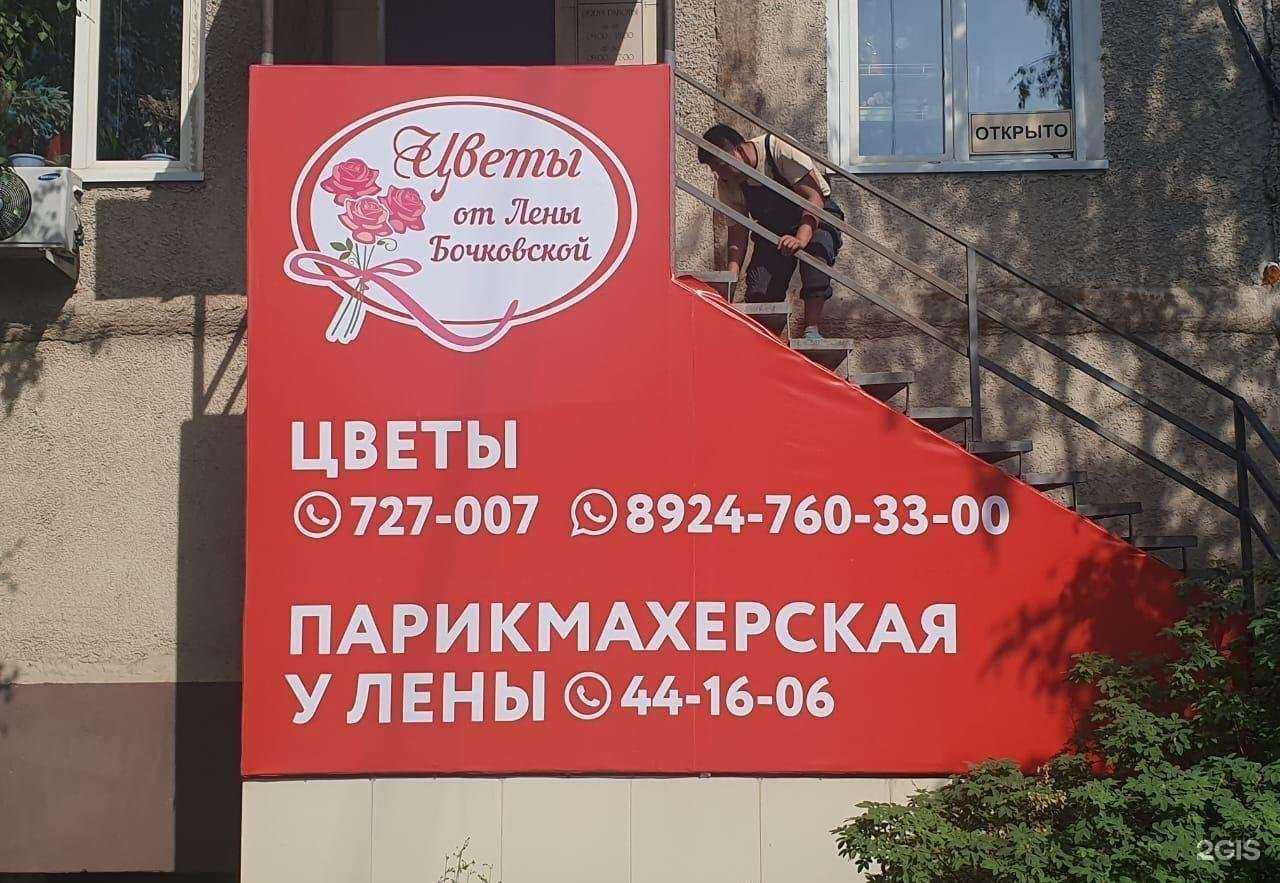 ОТКРЫТО
Цветы
от Лены
Бочковской
ЦВЕТЫ
727-007 8924-760-33-00
ПАРИКМАХЕРСКАЯ
У ЛЕНЫ 44-16-06
2GIS